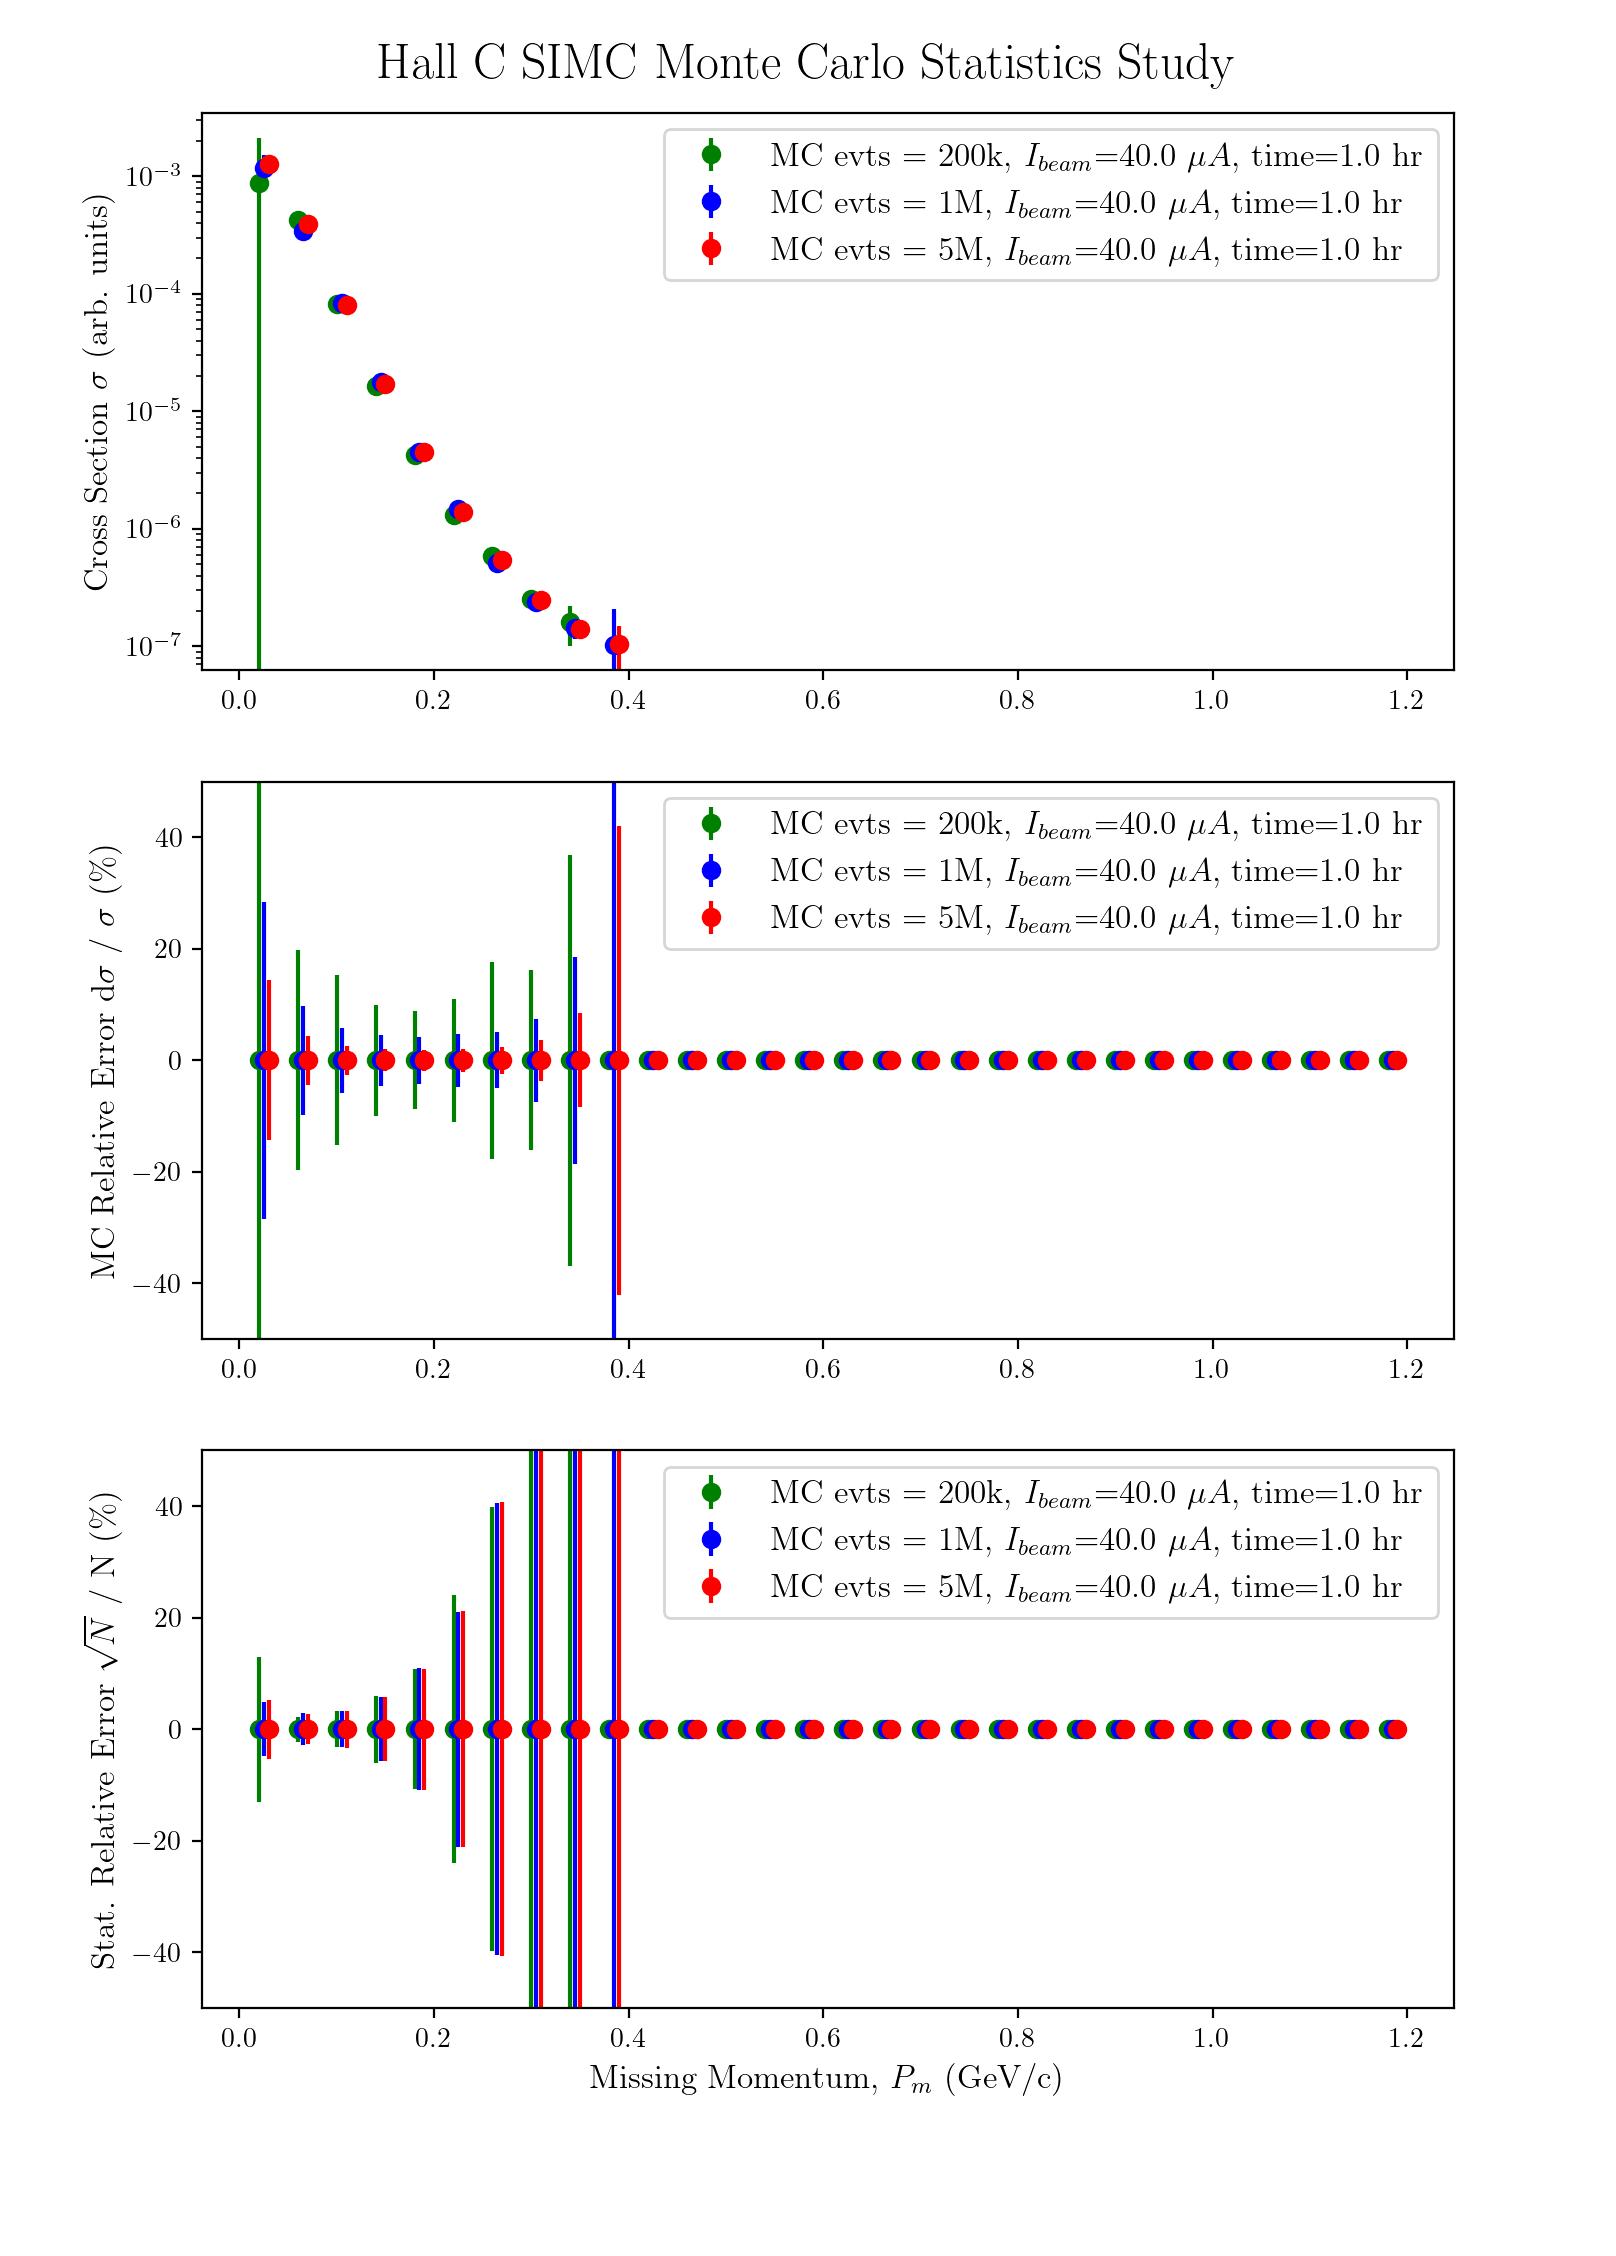 Hall C SIMC Monte Carlo Statistics Study
Cross Section σ (arb. units)
10⁻³
10⁻⁴
10⁻⁵
10⁻⁶
10⁻⁷
MC evts = 200k, I_beam=40.0 μA, time=1.0 hr
MC evts = 1M, I_beam=40.0 μA, time=1.0 hr
MC evts = 5M, I_beam=40.0 μA, time=1.0 hr
0.0 0.2 0.4 0.6 0.8 1.0 1.2
MC Relative Error dσ / σ (%)
40
20
0
−20
−40
MC evts = 200k, I_beam=40.0 μA, time=1.0 hr
MC evts = 1M, I_beam=40.0 μA, time=1.0 hr
MC evts = 5M, I_beam=40.0 μA, time=1.0 hr
0.0 0.2 0.4 0.6 0.8 1.0 1.2
Stat. Relative Error √N / N (%)
40
20
0
−20
−40
MC evts = 200k, I_beam=40.0 μA, time=1.0 hr
MC evts = 1M, I_beam=40.0 μA, time=1.0 hr
MC evts = 5M, I_beam=40.0 μA, time=1.0 hr
0.0 0.2 0.4 0.6 0.8 1.0 1.2
Missing Momentum, P_m (GeV/c)